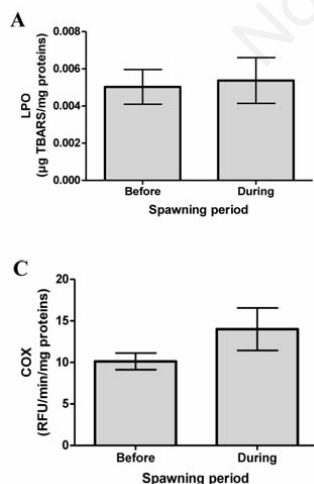 No
A
LPO
(µg TBARS/mg proteins)
0.008
0.006
0.004
0.002
0.000
Before
During
Spawning period
C
COX
(RFU/min/mg proteins)
20
15
10
5
0
Before
During
Spawning period